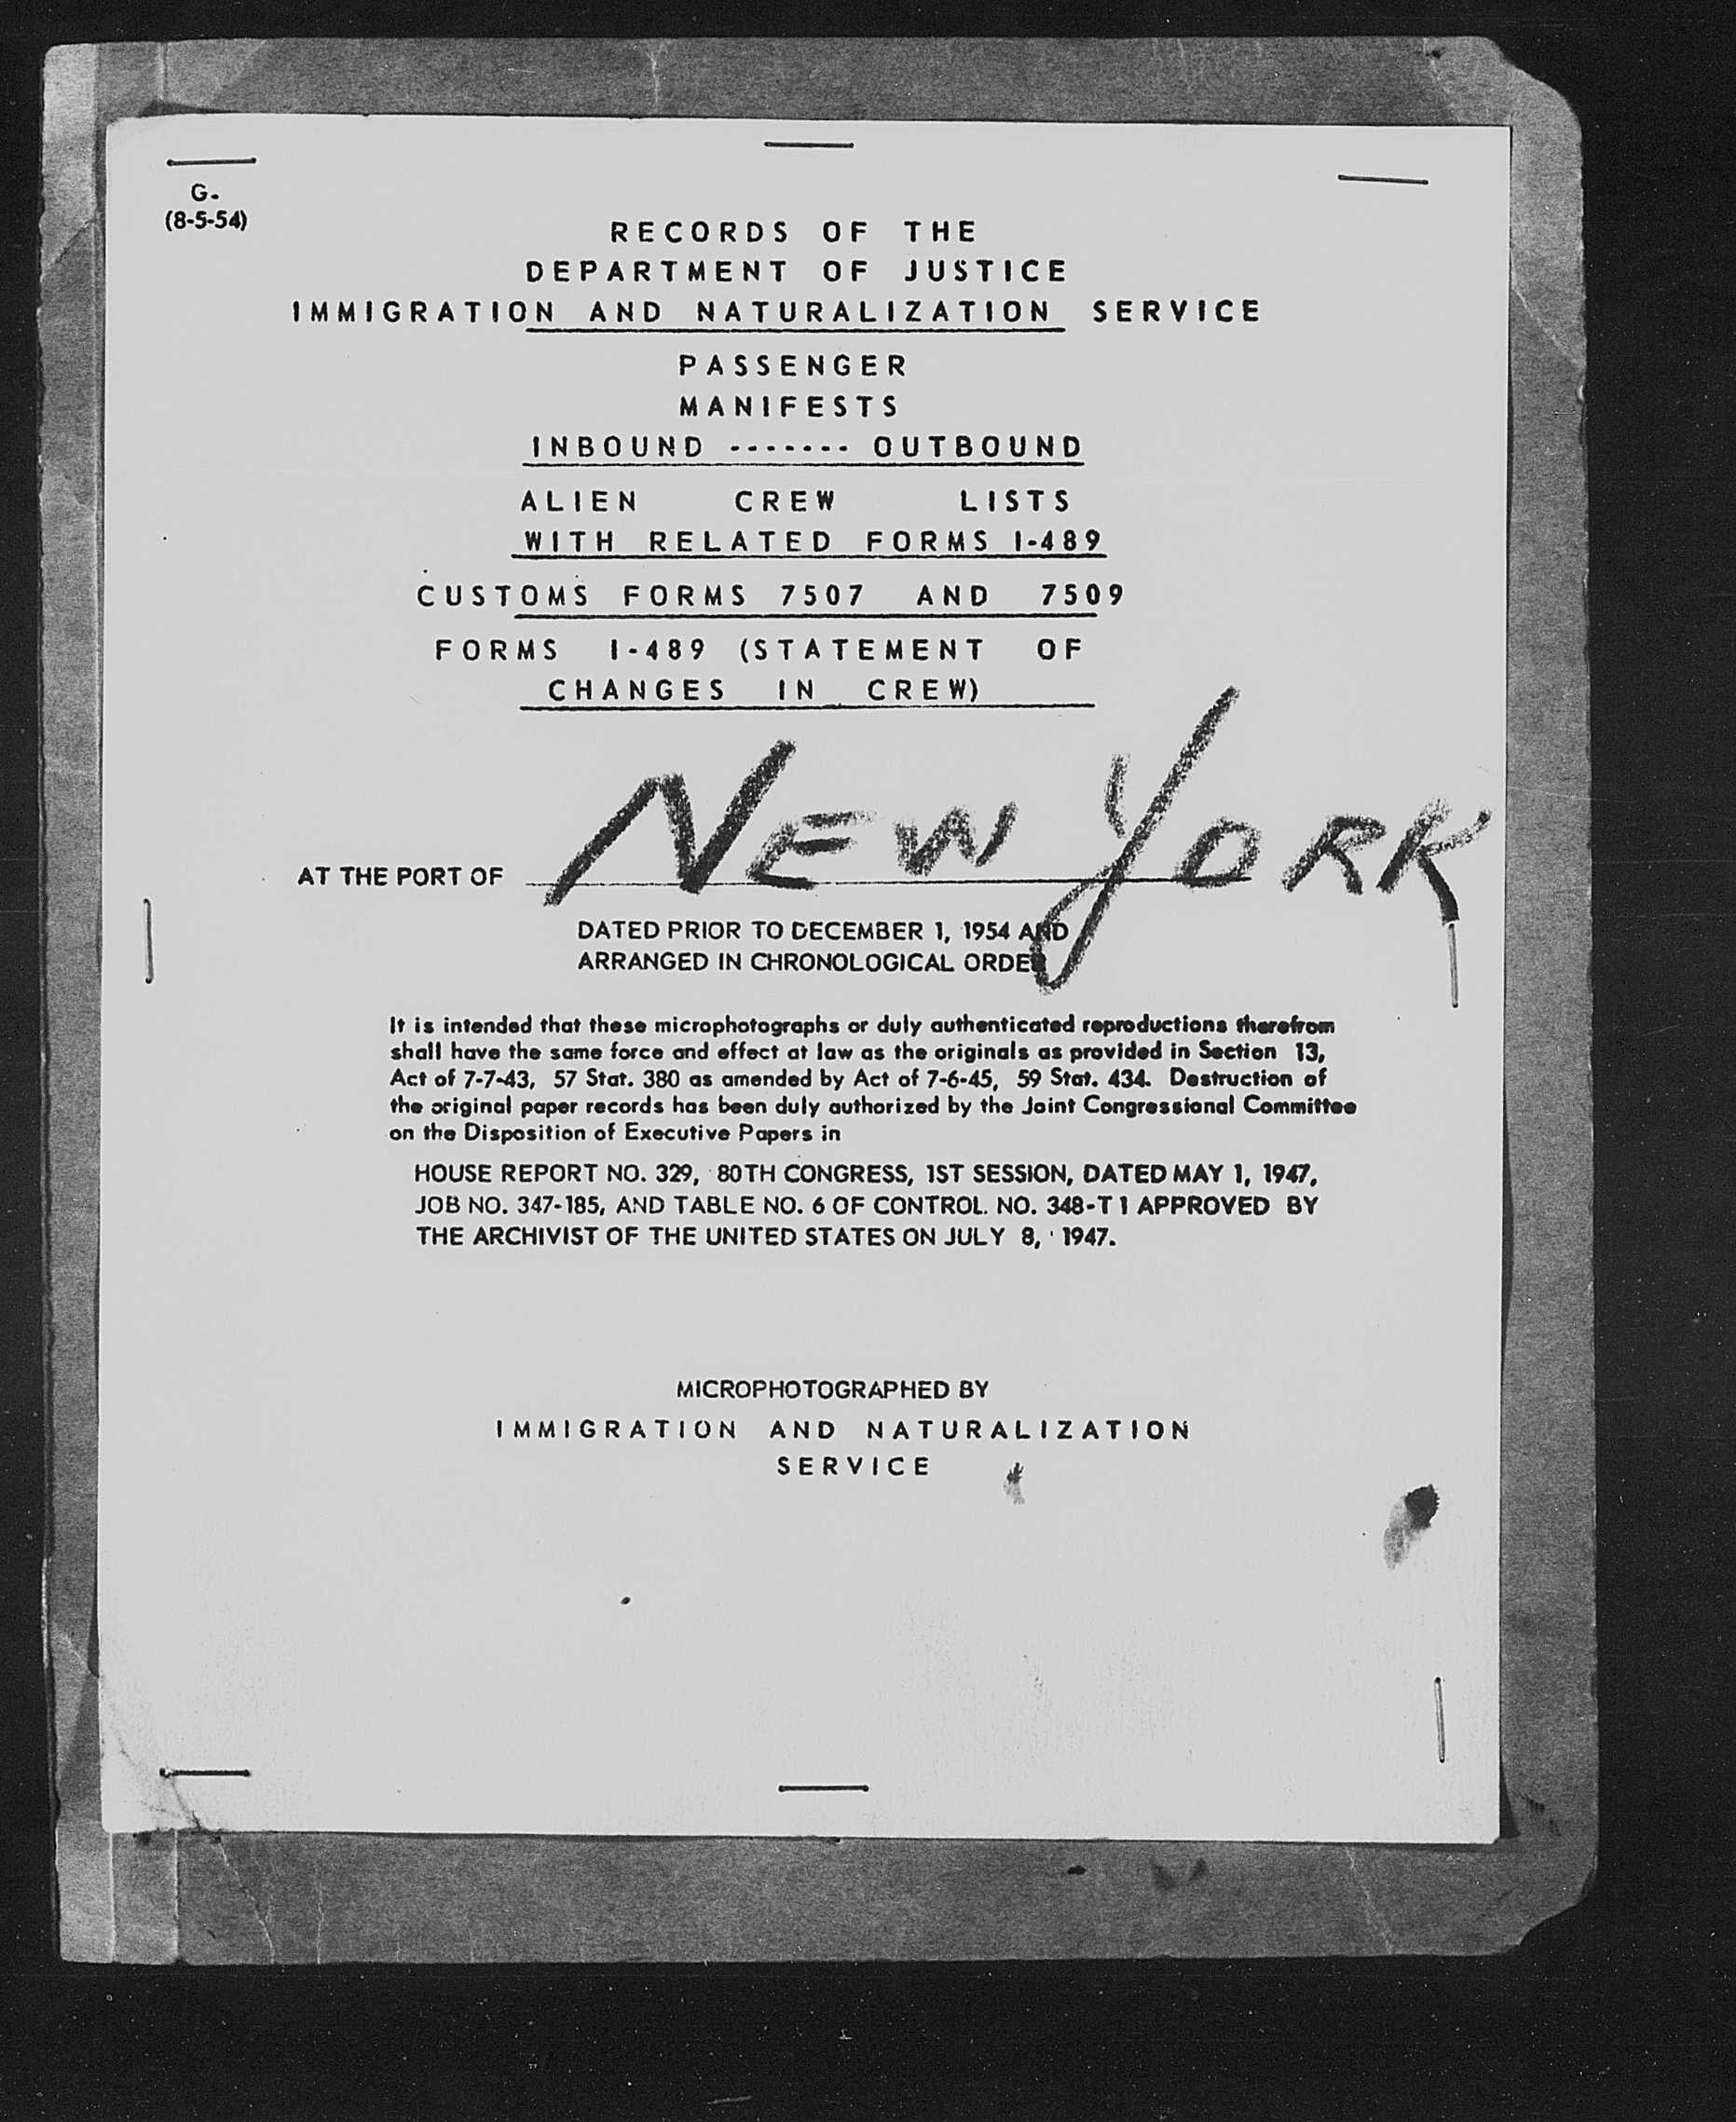 G.
(8-5-54)
RECORDS OF THE
DEPARTMENT OF JUSTICE
IMMIGRATION AND NATURALIZATION SERVICE
PASSENGER
MANIFESTS
INBOUND ------- OUTBOUND
ALIEN CREW LISTS
WITH RELATED FORMS I-489
CUSTOMS FORMS 7507 AND 7509
FORMS I-489 (STATEMENT OF
CHANGES IN CREW)
AT THE PORT OF NEW YORK
DATED PRIOR TO DECEMBER 1, 1954 AND
ARRANGED IN CHRONOLOGICAL ORDER
It is intended that these microphotographs or duly authenticated reproductions therefrom
shall have the same force and effect at law as the originals as provided in Section 13,
Act of 7-7-43, 57 Stat. 380 as amended by Act of 7-6-45, 59 Stat. 434. Destruction of
the original paper records has been duly authorized by the Joint Congressional Committee
on the Disposition of Executive Papers in
HOUSE REPORT NO. 329, 80TH CONGRESS, 1ST SESSION, DATED MAY 1, 1947,
JOB NO. 347-185, AND TABLE NO. 6 OF CONTROL. NO. 348-T1 APPROVED BY
THE ARCHIVIST OF THE UNITED STATES ON JULY 8, 1947.
MICROPHOTOGRAPHED BY
IMMIGRATION AND NATURALIZATION
SERVICE